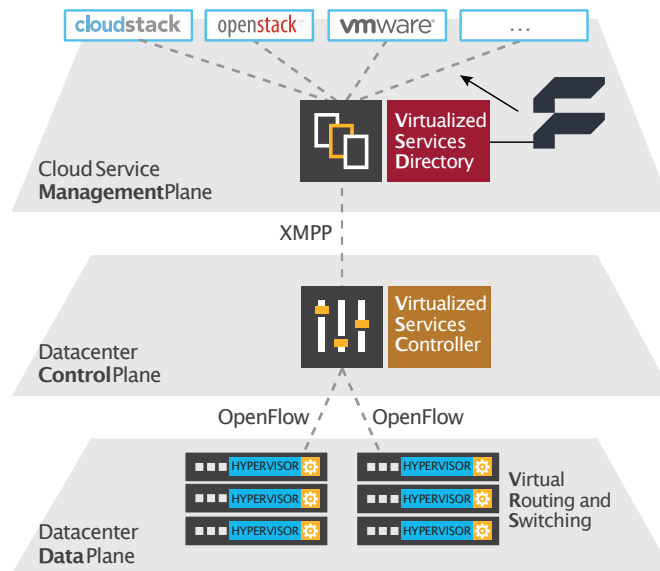 cloudstack
openstack™
vmware®
...
Virtualized
Services
Directory
Cloud Service
ManagementPlane
XMPP
Virtualized
Services
Controller
Datacenter
ControlPlane
OpenFlow
OpenFlow
HYPERVISOR
HYPERVISOR
HYPERVISOR
HYPERVISOR
HYPERVISOR
HYPERVISOR
Virtual
Routing and
Switching
Datacenter
DataPlane